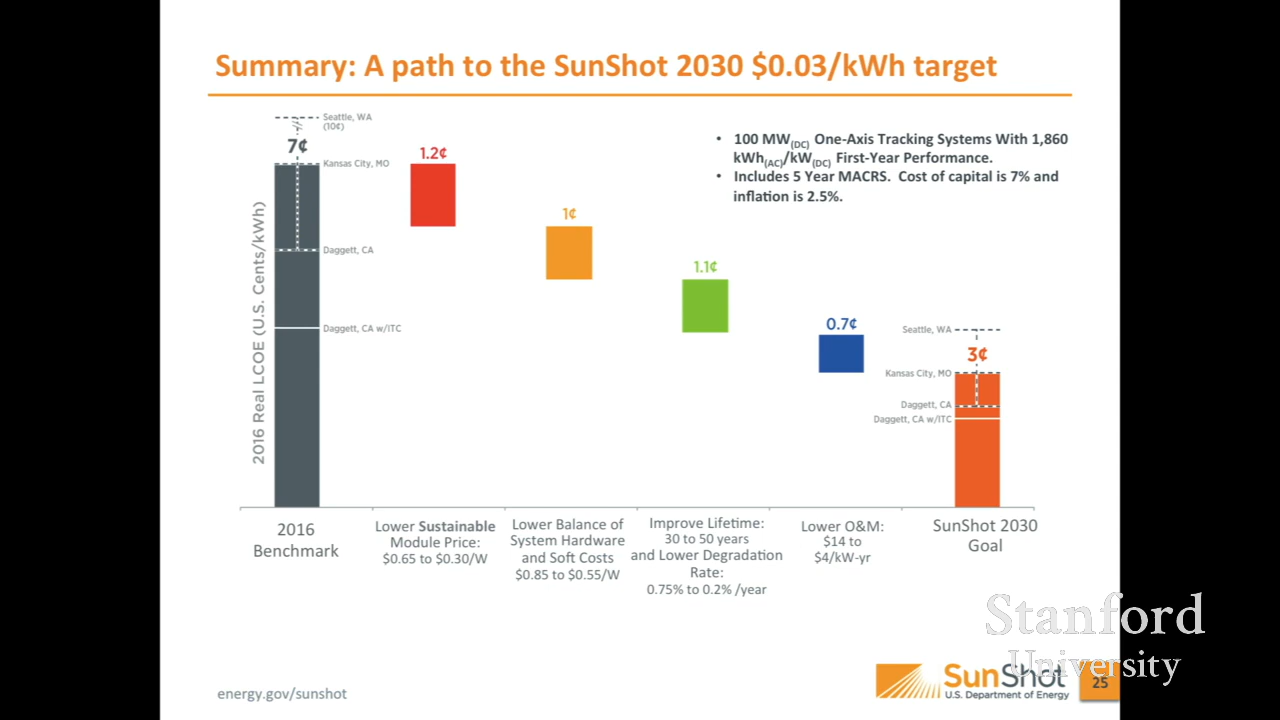 Summary: A path to the SunShot 2030 $0.03/kWh target
Seattle, WA
(10¢)
7¢
Kansas City, MO
Daggett, CA
Daggett, CA w/ITC
2016 Real LCOE (U.S. Cents/kWh)
1.2¢
1¢
1.1¢
0.7¢
• 100 MW(DC) One-Axis Tracking Systems With 1,860
kWh(AC)/kW(DC) First-Year Performance.
• Includes 5 Year MACRS. Cost of capital is 7% and
inflation is 2.5%.
Seattle, WA
3¢
Kansas City, MO
Daggett, CA
Daggett, CA w/ITC
2016
Benchmark
Lower Sustainable
Module Price:
$0.65 to $0.30/W
Lower Balance of
System Hardware
and Soft Costs
$0.85 to $0.55/W
Improve Lifetime:
30 to 50 years
and Lower Degradation
Rate:
0.75% to 0.2% /year
Lower O&M:
$14 to
$4/kW-yr
SunShot 2030
Goal
Stanford
University
energy.gov/sunshot
SunShot
U.S. Department of Energy
25